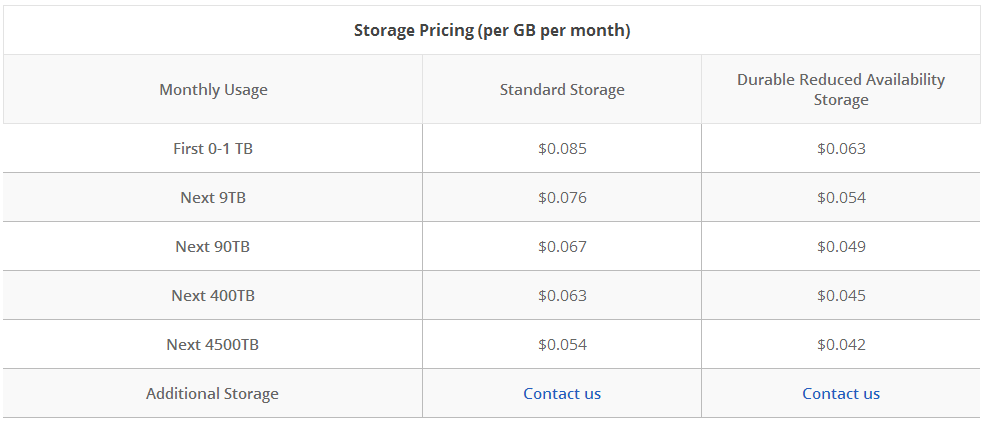 Storage Pricing (per GB per month)
Monthly Usage Standard Storage Durable Reduced Availability
Storage
First 0-1 TB $0.085 $0.063
Next 9TB $0.076 $0.054
Next 90TB $0.067 $0.049
Next 400TB $0.063 $0.045
Next 4500TB $0.054 $0.042
Additional Storage Contact us Contact us